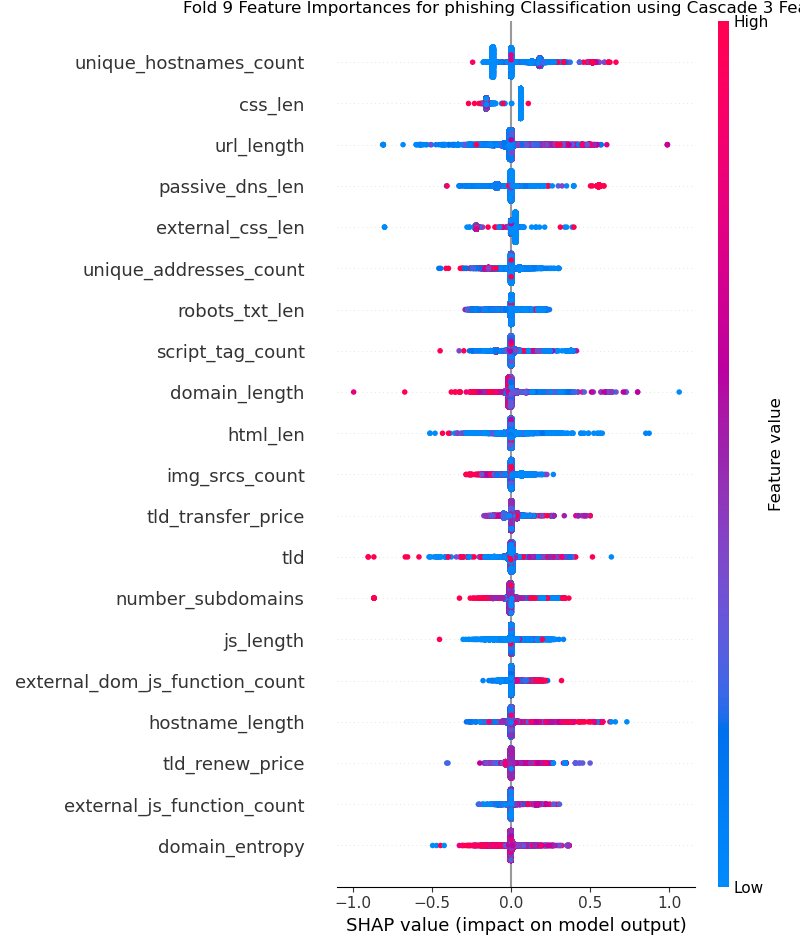 Fold 9 Feature Importances for phishing Classification using Cascade 3 Fea
High
unique_hostnames_count
css_len
url_length
passive_dns_len
external_css_len
unique_addresses_count
robots_txt_len
script_tag_count
domain_length
html_len
img_srcs_count
tld_transfer_price
tld
number_subdomains
js_length
external_dom_js_function_count
hostname_length
tld_renew_price
external_js_function_count
domain_entropy
Feature value
Low
−1.0 −0.5 0.0 0.5 1.0
SHAP value (impact on model output)